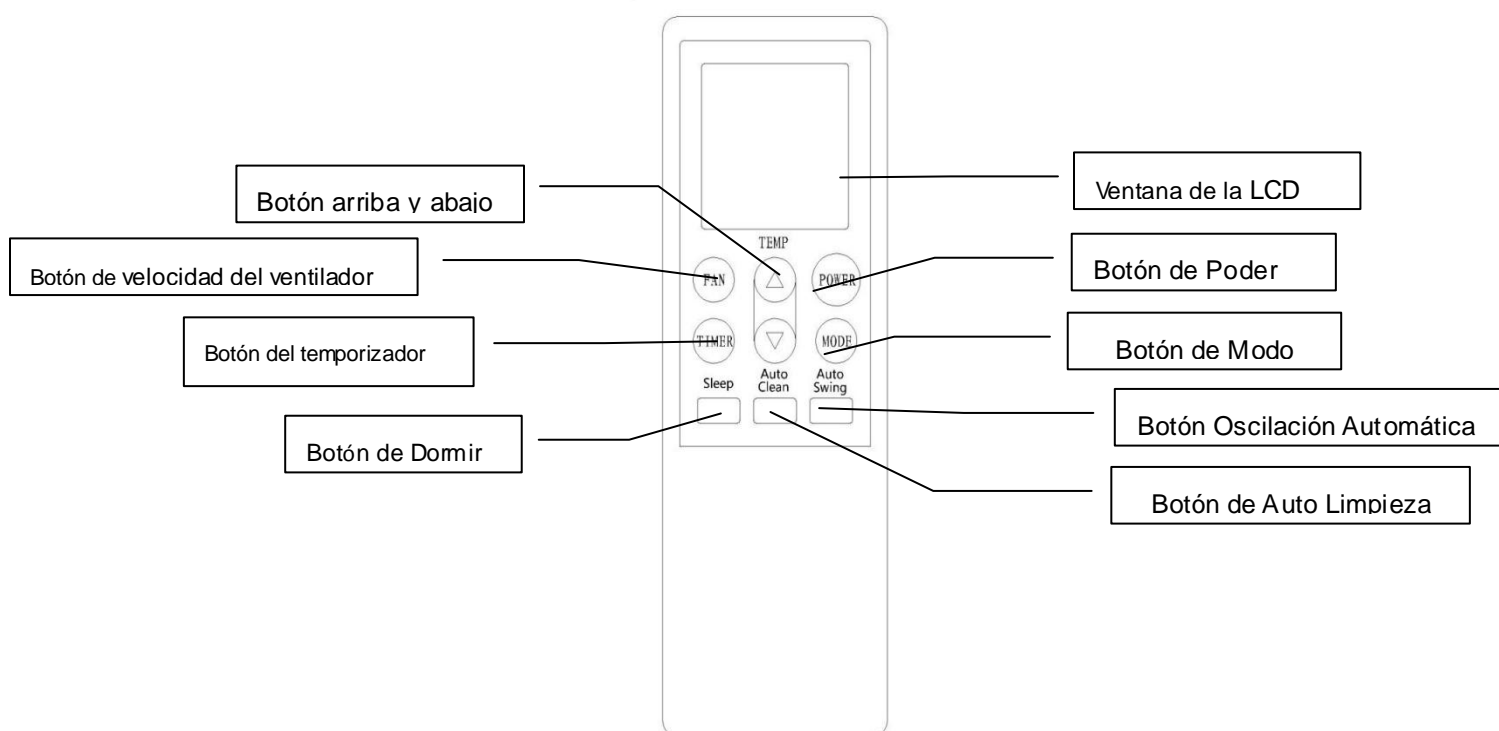 Botón arriba y abajo
Ventana de la LCD
TEMP
Botón de velocidad del ventilador
FAN
POWER
Botón de Poder
Botón del temporizador
TIMER
MODE
Botón de Modo
Sleep
Auto
Clean
Auto
Swing
Botón de Dormir
Botón Oscilación Automática
Botón de Auto Limpieza